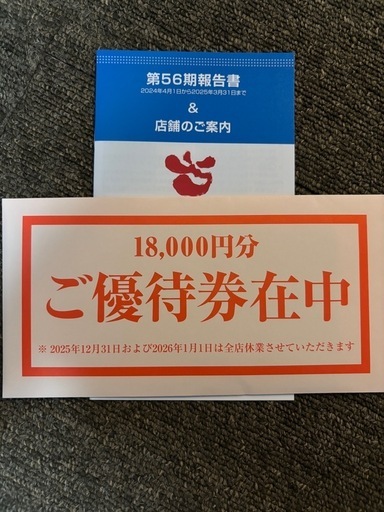 第56期報告書
2024年4月1日から2025年3月31日まで
&
店舗のご案内
18,000円分
ご優待券在中
※ 2025年12月31日および2026年1月1日は全店休業させていただきます